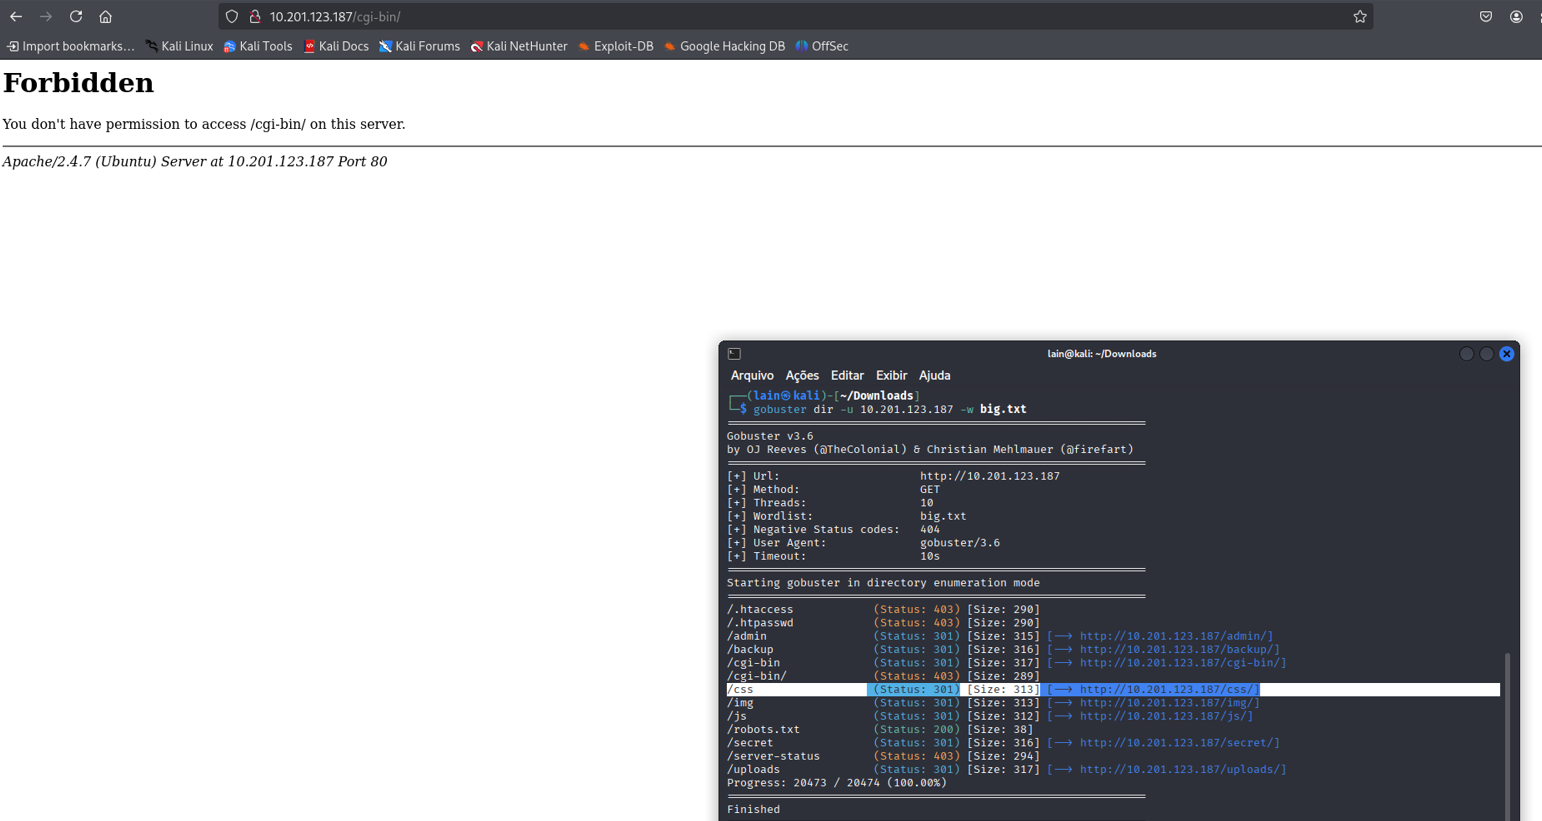 10.201.123.187/cgi-bin/
Import bookmarks... Kali Linux Kali Tools Kali Docs Kali Forums Kali NetHunter Exploit-DB Google Hacking DB OffSec
Forbidden
You don't have permission to access /cgi-bin/ on this server.
Apache/2.4.7 (Ubuntu) Server at 10.201.123.187 Port 80
lain@kali: ~/Downloads
Arquivo Ações Editar Exibir Ajuda
┌──(lain㉿kali)-[~/Downloads]
└─$ gobuster dir -u 10.201.123.187 -w big.txt
===============================================================
Gobuster v3.6
by OJ Reeves (@TheColonial) & Christian Mehlmauer (@firefart)
===============================================================
[+] Url: http://10.201.123.187
[+] Method: GET
[+] Threads: 10
[+] Wordlist: big.txt
[+] Negative Status codes: 404
[+] User Agent: gobuster/3.6
[+] Timeout: 10s
===============================================================
Starting gobuster in directory enumeration mode
===============================================================
/.htaccess (Status: 403) [Size: 290]
/.htpasswd (Status: 403) [Size: 290]
/admin (Status: 301) [Size: 315] [--> http://10.201.123.187/admin/]
/backup (Status: 301) [Size: 316] [--> http://10.201.123.187/backup/]
/cgi-bin (Status: 301) [Size: 317] [--> http://10.201.123.187/cgi-bin/]
/cgi-bin/ (Status: 403) [Size: 289]
/css (Status: 301) [Size: 313] [--> http://10.201.123.187/css/]
/img (Status: 301) [Size: 313] [--> http://10.201.123.187/img/]
/js (Status: 301) [Size: 312] [--> http://10.201.123.187/js/]
/robots.txt (Status: 200) [Size: 38]
/secret (Status: 301) [Size: 316] [--> http://10.201.123.187/secret/]
/server-status (Status: 403) [Size: 294]
/uploads (Status: 301) [Size: 317] [--> http://10.201.123.187/uploads/]
Progress: 20473 / 20474 (100.00%)
===============================================================
Finished